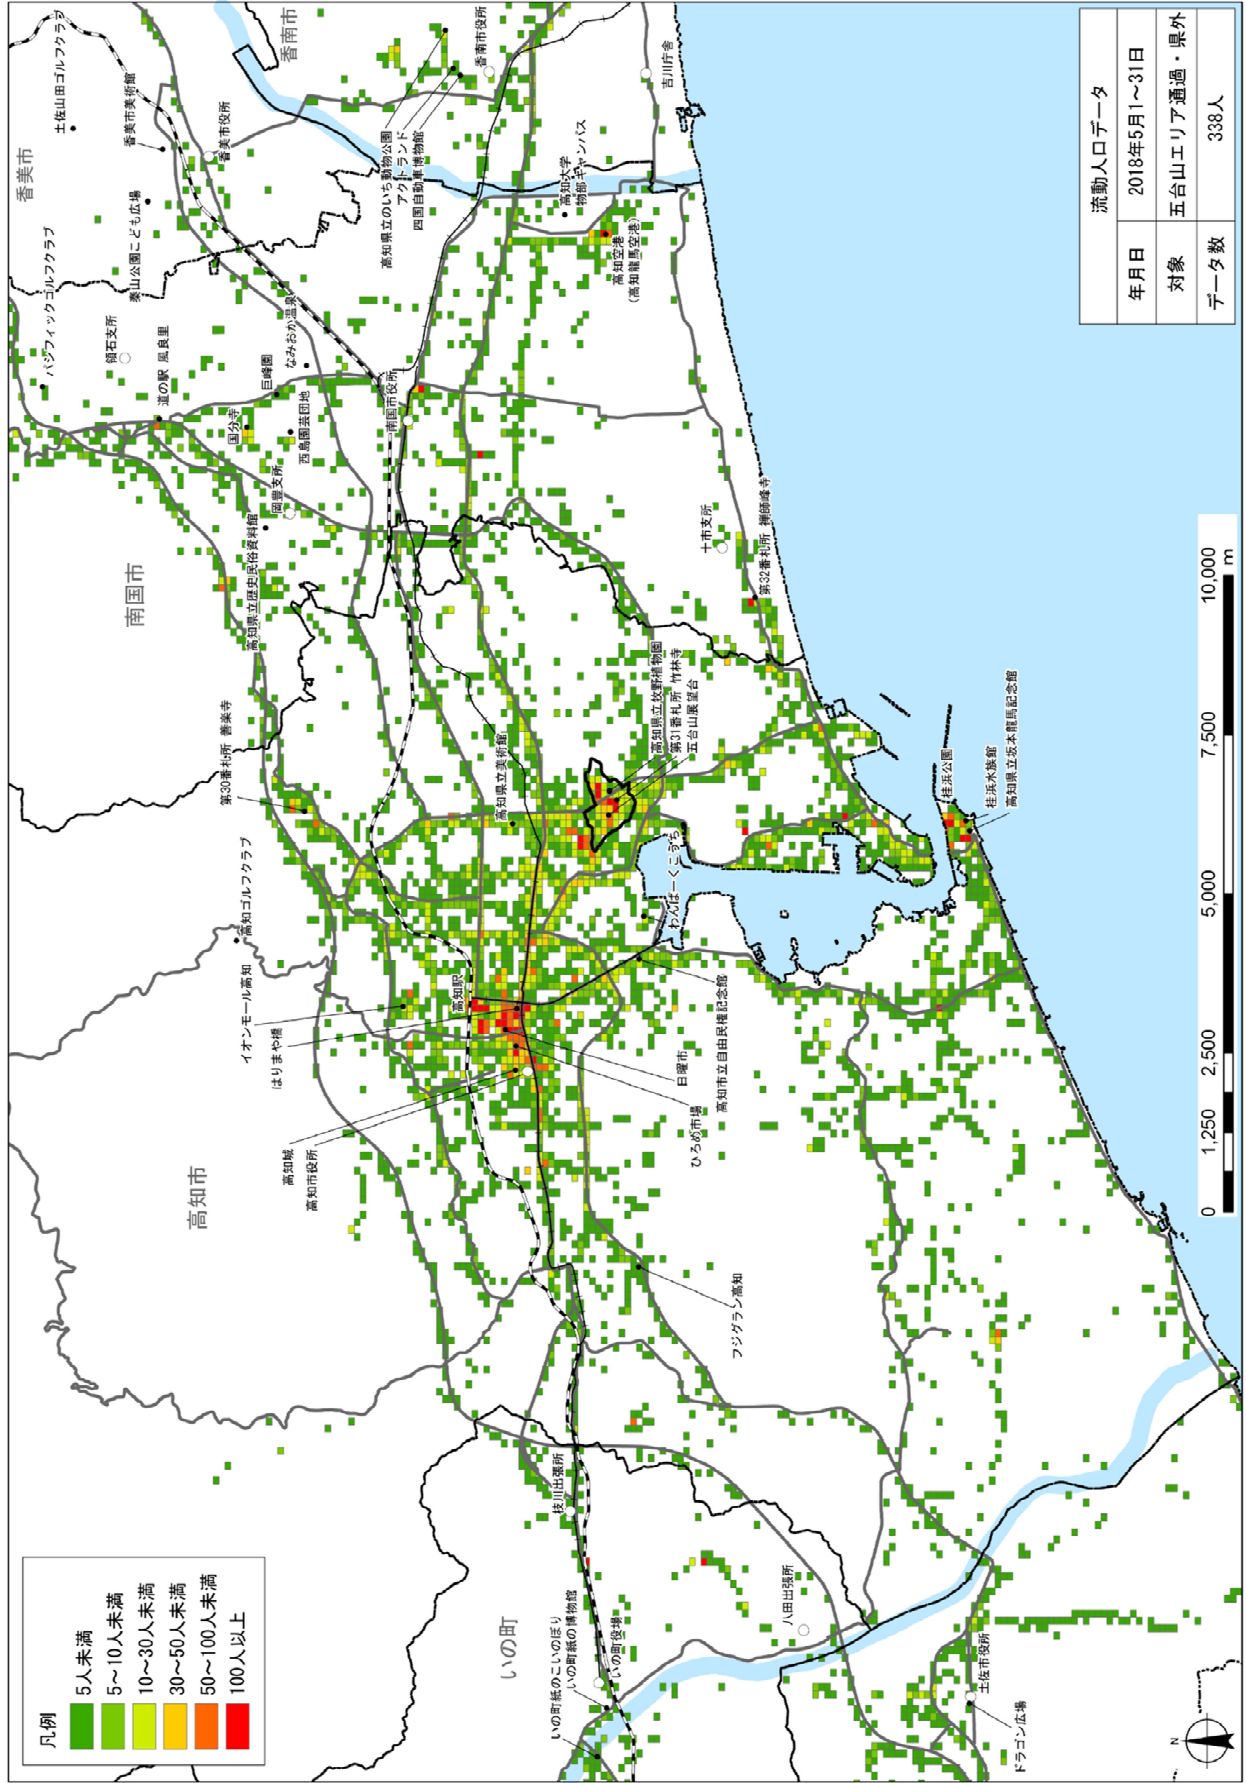 凡例
5人未満
5～10人未満
10～30人未満
30～50人未満
50～100人未満
100人以上
流動人口データ
年月日 2018年5月1～31日
対象 五台山エリア通過・県外
データ数 338人
香美市
香南市
南国市
高知市
いの町
土佐山田ゴルフクラブ
香美市美術館
香美市役所
秦山公園こども広場
パシフィックゴルフクラブ
領石支所
道の駅 風良里
巨峰園
なみおか温泉
国分寺
西島園芸団地
岡豊支所
高知県立歴史民俗資料館
南国市役所
高知県立のいち動物公園
アクトランド
四国自動車博物館
香南市役所
吉川庁舎
高知大学
物部キャンパス
高知空港
(高知龍馬空港)
十市支所
第32番札所 禅師峰寺
第30番札所 善楽寺
高知県立美術館
高知県立牧野植物園
第31番札所 竹林寺
五台山展望台
わんぱーくこうち
桂浜公園
桂浜水族館
高知県立坂本龍馬記念館
高知ゴルフクラブ
イオンモール高知
はりまや橋
高知駅
高知城
高知市役所
日曜市
ひろめ市場
高知市立自由民権記念館
フジグラン高知
枝川出張所
いの町紙のこいのぼり
いの町紙の博物館
いの町役場
八田出張所
土佐市役所
ドラゴン広場
N
0 1,250 2,500 5,000 7,500 10,000
m